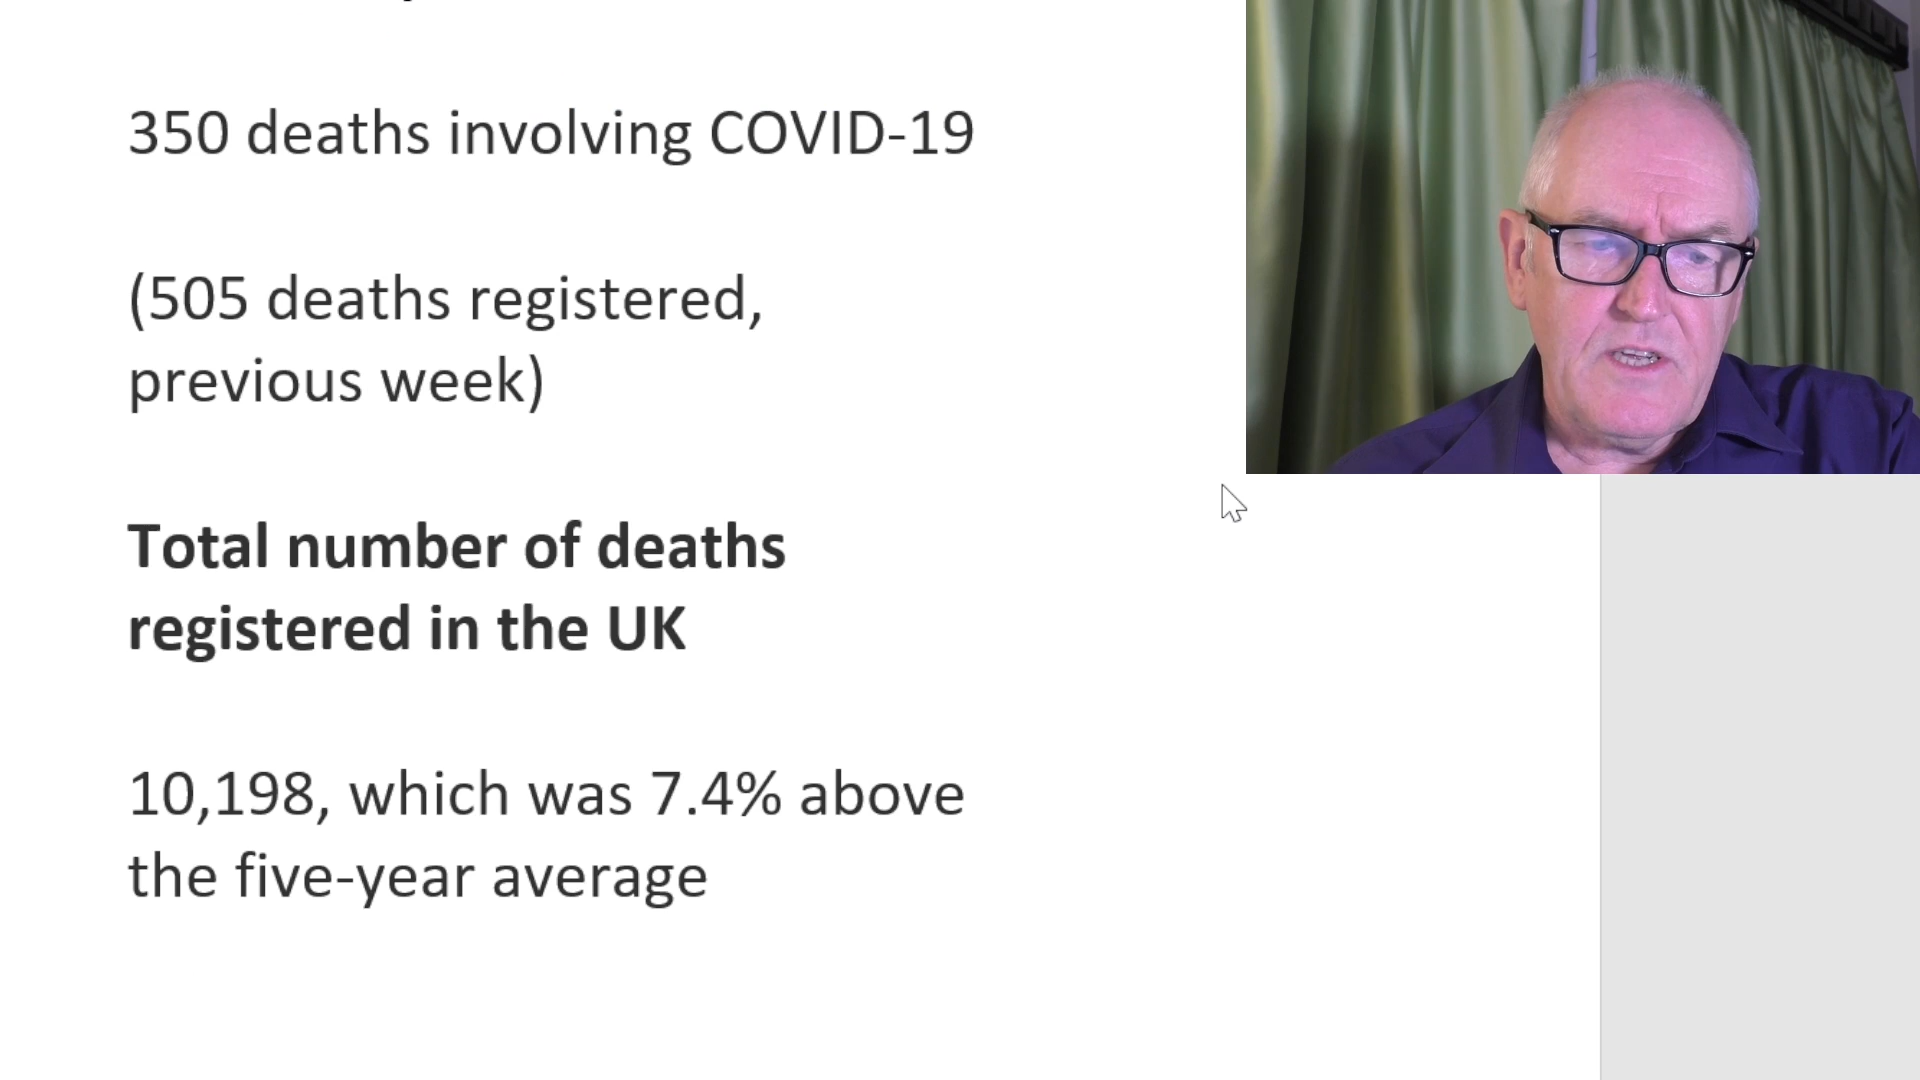 350 deaths involving COVID-19
(505 deaths registered,
previous week)
Total number of deaths
registered in the UK
10,198, which was 7.4% above
the five-year average